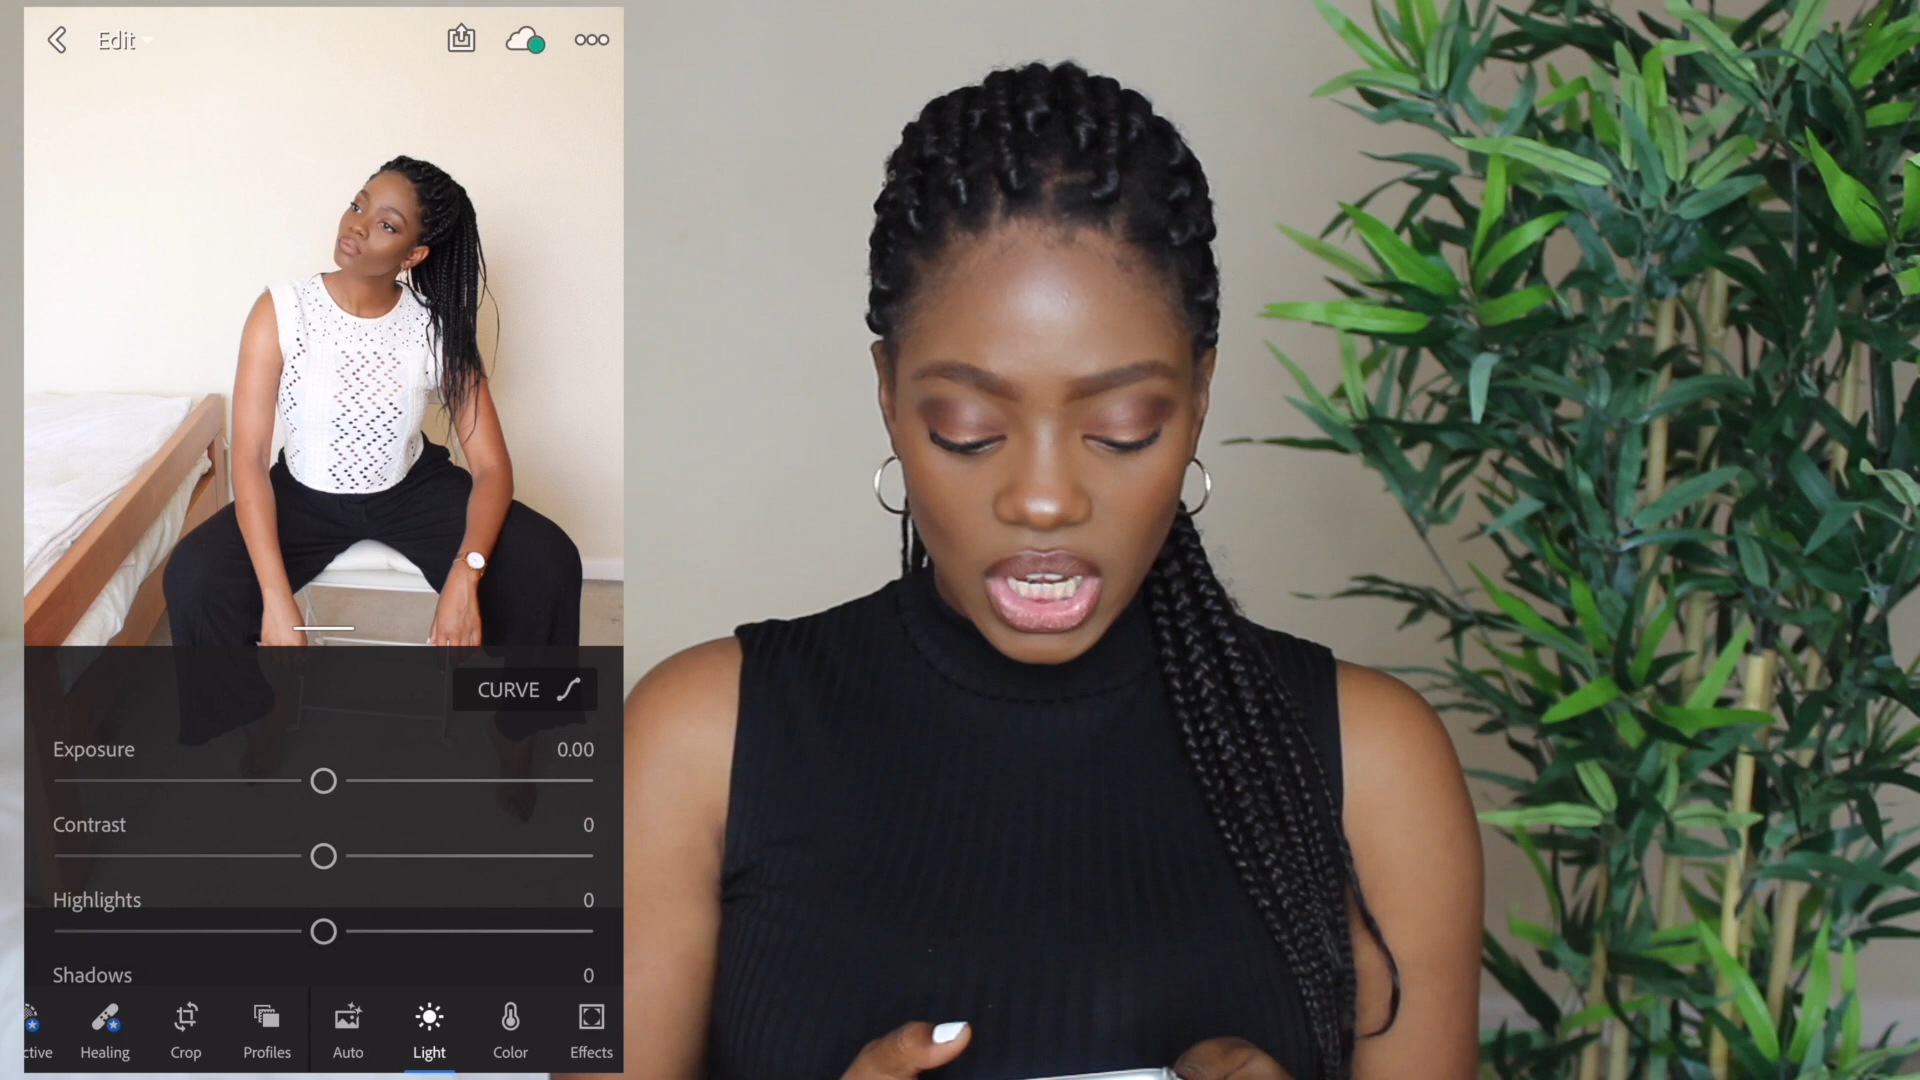 Edit
CURVE
Exposure 0.00
Contrast 0
Highlights 0
Shadows 0
ctive Healing Crop Profiles Auto Light Color Effects